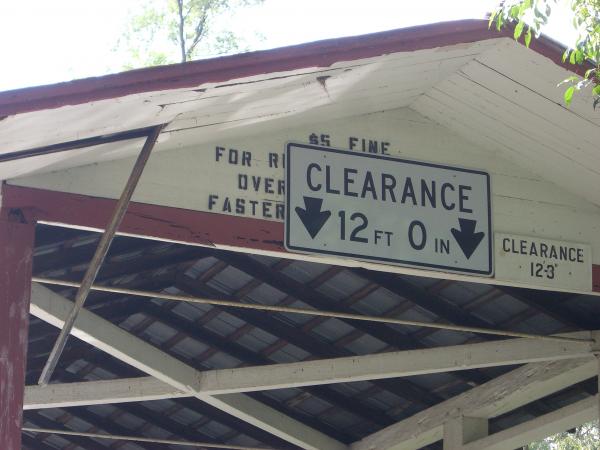 $5 FINE
FOR
OVER
FASTER
CLEARANCE
12 FT 0 IN
CLEARANCE
12-3